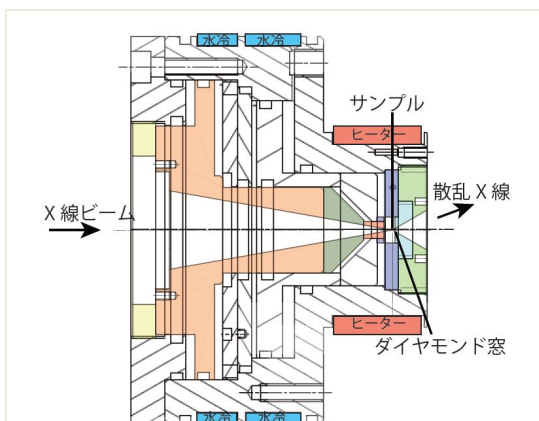 水冷 水冷
サンプル
ヒーター
X 線ビーム
散乱 X 線
ヒーター
ダイヤモンド窓
水冷 水冷